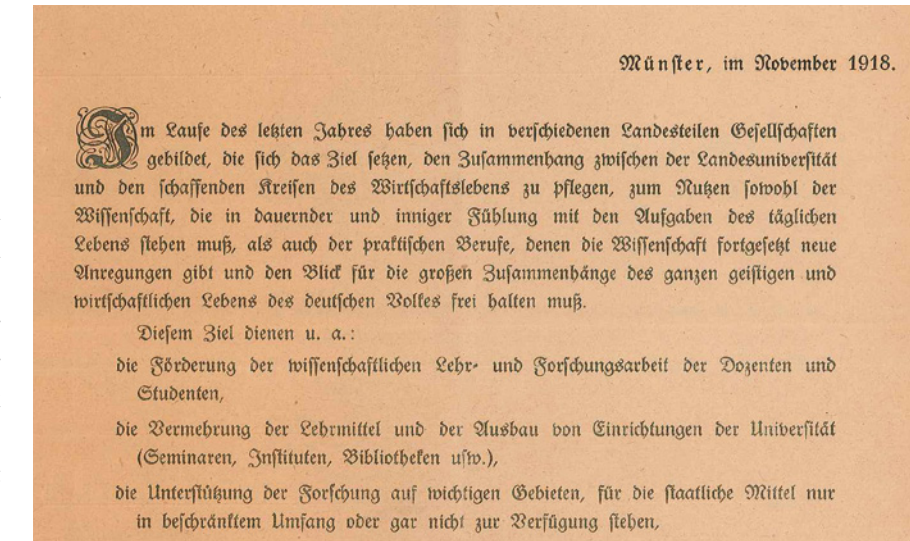 Münster, im November 1918.
Im Laufe des letzten Jahres haben sich in verschiedenen Landesteilen Gesellschaften
gebildet, die sich das Ziel setzen, den Zusammenhang zwischen der Landesuniversität
und den schaffenden Kreisen des Wirtschaftslebens zu pflegen, zum Nutzen sowohl der
Wissenschaft, die in dauernder und inniger Fühlung mit den Aufgaben des täglichen
Lebens stehen muß, als auch der praktischen Berufe, denen die Wissenschaft fortgesetzt neue
Anregungen gibt und den Blick für die großen Zusammenhänge des ganzen geistigen und
wirtschaftlichen Lebens des deutschen Volkes frei halten muß.
Diesem Ziel dienen u. a.:
die Förderung der wissenschaftlichen Lehr- und Forschungsarbeit der Dozenten und
Studenten,
die Vermehrung der Lehrmittel und der Ausbau von Einrichtungen der Universität
(Seminaren, Instituten, Bibliotheken usw.),
die Unterstützung der Forschung auf wichtigen Gebieten, für die staatliche Mittel nur
in beschränktem Umfang oder gar nicht zur Verfügung stehen,